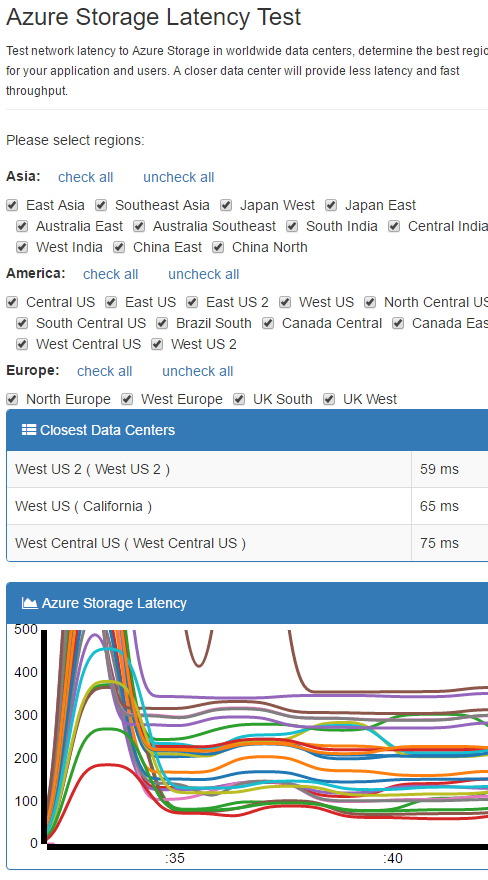 Azure Storage Latency Test
Test network latency to Azure Storage in worldwide data centers, determine the best
for your application and users. A closer data center will provide less latency and fast
throughput.
Please select regions:
Asia: check all uncheck all
East Asia Southeast Asia Japan West Japan East
Australia East Australia Southeast South India Central India
West India China East China North
America: check all uncheck all
Central US East US East US 2 West US North Central US
South Central US Brazil South Canada Central Canada Eas
West Central US West US 2
Europe: check all uncheck all
North Europe West Europe UK South UK West
Closest Data Centers
West US 2 ( West US 2 ) 59 ms
West US ( California ) 65 ms
West Central US ( West Central US ) 75 ms
Azure Storage Latency
500
400
300
200
100
0
:35 :40